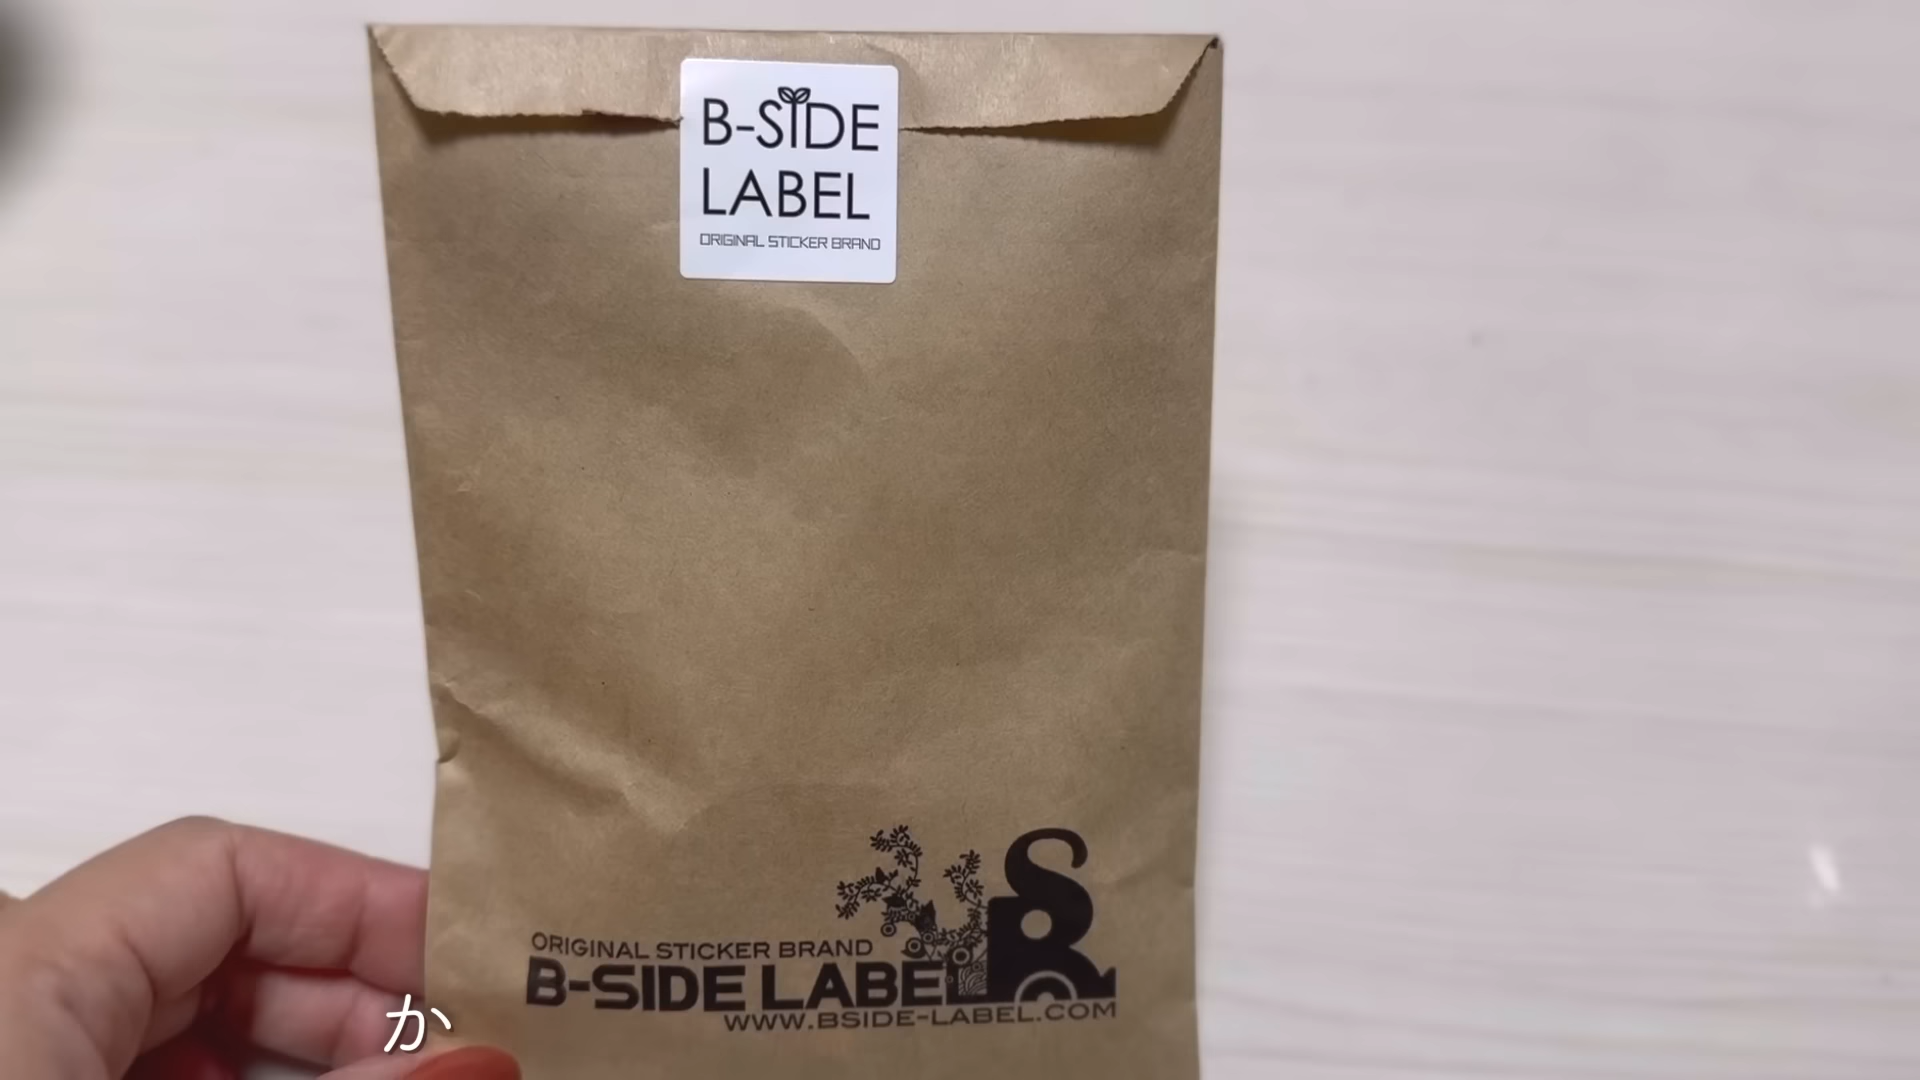 B-SIDE
LABEL
ORIGINAL STICKER BRAND
ORIGINAL STICKER BRAND
B-SIDE LABEL
WWW.BSIDE-LABEL.COM
か